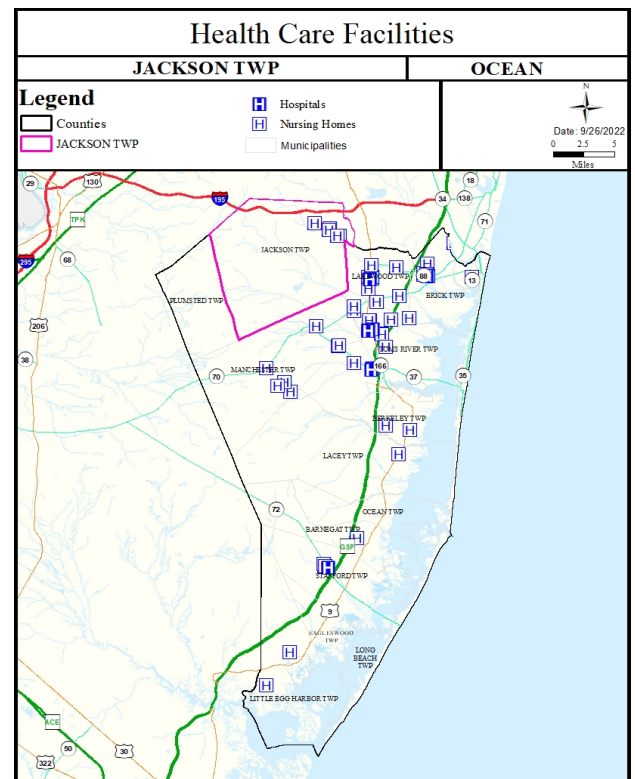 Health Care Facilities
JACKSON TWP OCEAN
Legend
Counties
JACKSON TWP
H Hospitals
H Nursing Homes
Municipalities
N
Date: 9/26/2022
0 2.5 5
Miles
29
130
TPK
195
18
34
138
71
295
68
JACKSON TWP
LAKEWOOD TWP
88
13
BRICK TWP
PLUMSTED TWP
206
38
TOMS RIVER TWP
70
MANCHESTER TWP
166
37
35
BERKELEY TWP
LACEY TWP
72
OCEAN TWP
BARNEGAT TWP
GSP
STAFFORD TWP
9
EAGLESWOOD
TWP
LONG
BEACH
TWP
LITTLE EGG HARBOR TWP
ACE
50
30
322